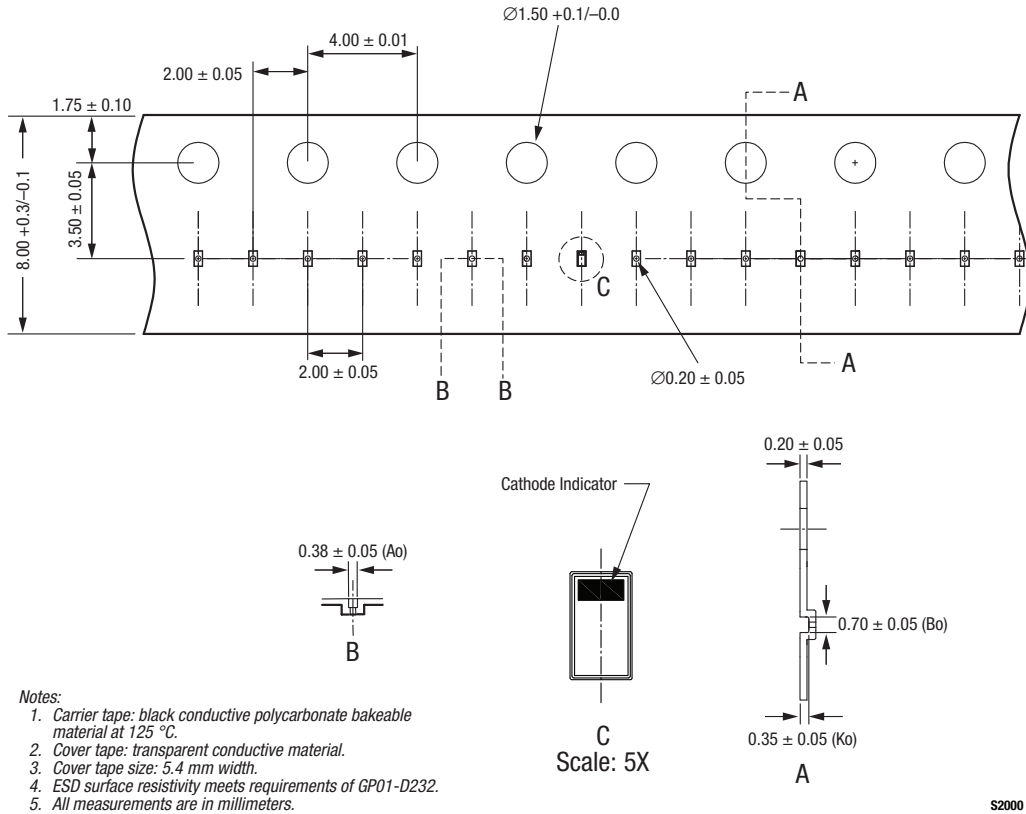 ∅1.50 +0.1/–0.0
4.00 ± 0.01
2.00 ± 0.05
1.75 ± 0.10
A
8.00 +0.3/–0.1
3.50 ± 0.05
C
2.00 ± 0.05
B
B
∅0.20 ± 0.05
A
0.20 ± 0.05
Cathode Indicator
0.38 ± 0.05 (Ao)
0.70 ± 0.05 (Bo)
B
0.35 ± 0.05 (Ko)
C
Scale: 5X
A
Notes:
1. Carrier tape: black conductive polycarbonate bakeable
material at 125 °C.
2. Cover tape: transparent conductive material.
3. Cover tape size: 5.4 mm width.
4. ESD surface resistivity meets requirements of GP01-D232.
5. All measurements are in millimeters.
S2000